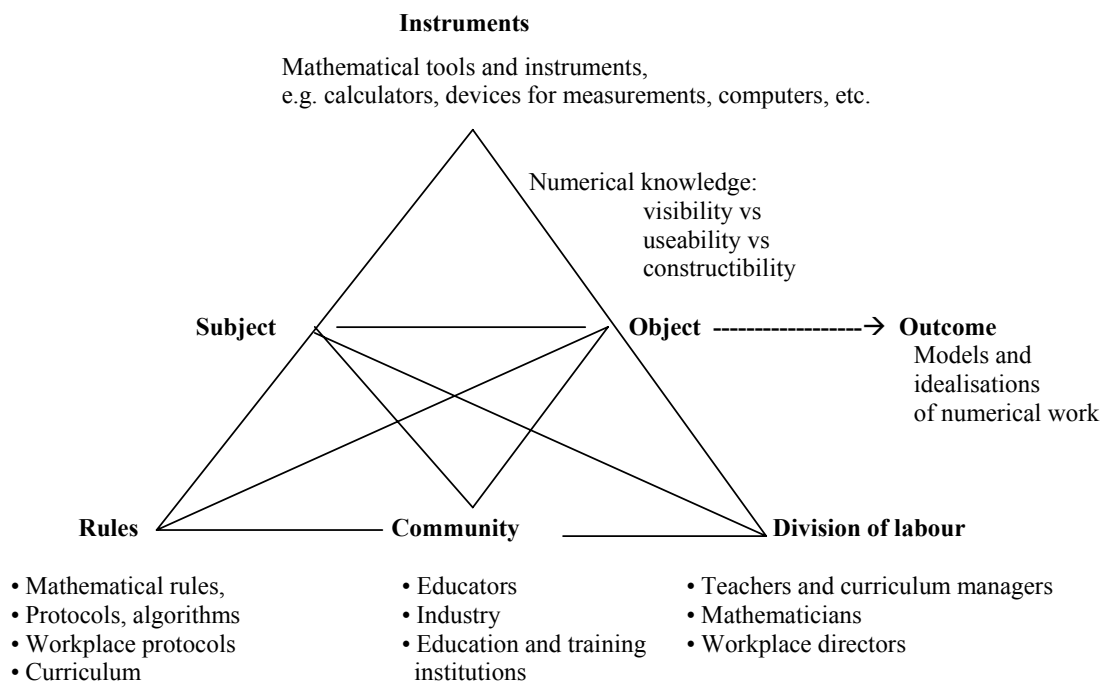 Instruments
Mathematical tools and instruments,
e.g. calculators, devices for measurements, computers, etc.
Numerical knowledge:
visibility vs
useability vs
constructibility
Subject
Object ------------------→ Outcome
Models and
idealisations
of numerical work
Rules
Community
Division of labour
• Mathematical rules,
• Protocols, algorithms
• Workplace protocols
• Curriculum
• Educators
• Industry
• Education and training
institutions
• Teachers and curriculum managers
• Mathematicians
• Workplace directors